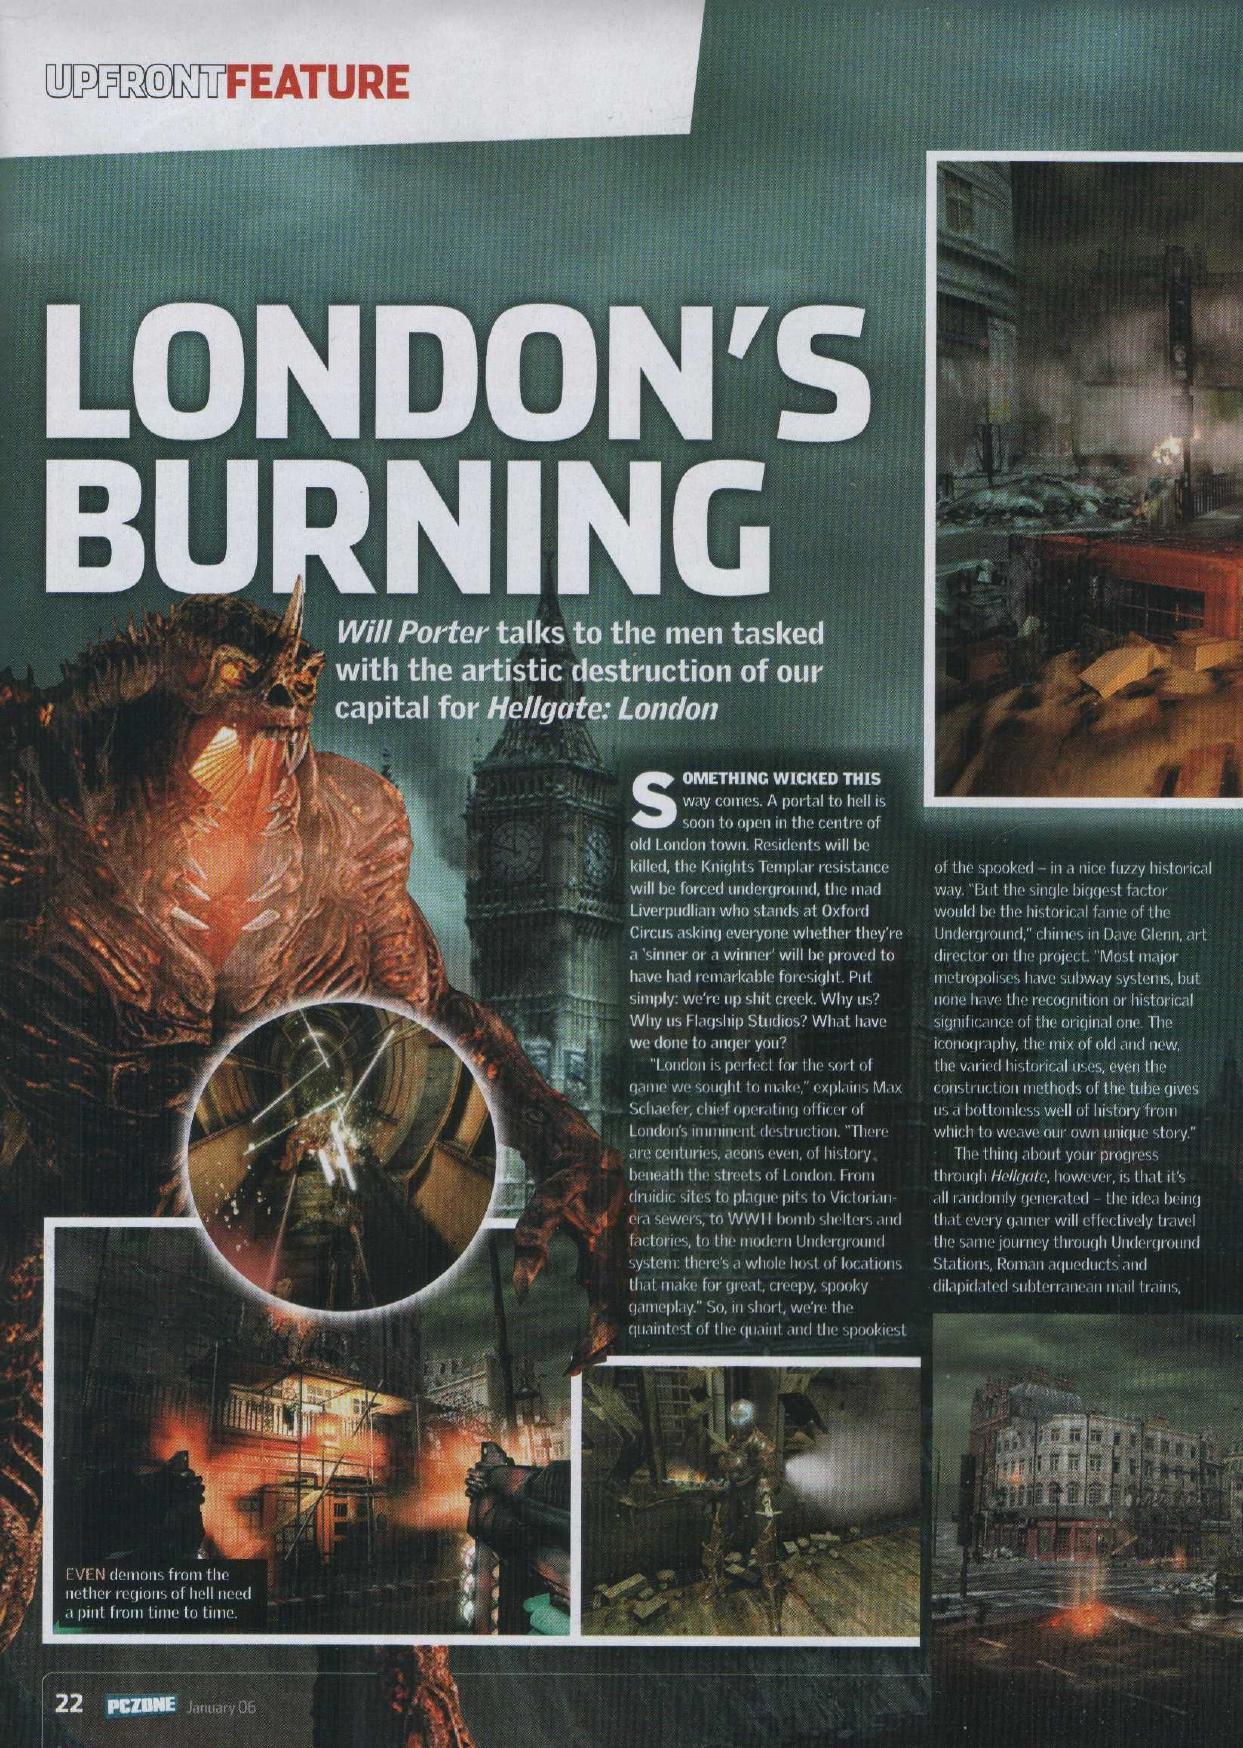 UPFRONTFEATURE
LONDON'S
BURNING
Will Porter talks to the men tasked
with the artistic destruction of our
capital for Hellgate: London
SOMETHING WICKED THIS
way comes. A portal to hell is
soon to open in the centre of
old London town. Residents will be
killed, the Knights Templar resistance
will be forced underground, the mad
Liverpudlian who stands at Oxford
Circus asking everyone whether they're
a 'sinner or a winner' will be proved to
have had remarkable foresight. Put
simply: we're up shit creek. Why us?
Why us Flagship Studios? What have
we done to anger you?
"London is perfect for the sort of
game we sought to make," explains Max
Schaefer, chief operating officer of
London's imminent destruction. "There
are centuries, aeons even, of history
beneath the streets of London. From
druidic sites to plague pits to Victorian-
era sewers, to WWII bomb shelters and
factories, to the modern Underground
system: there's a whole host of locations
that make for great, creepy, spooky
gameplay." So, in short, we're the
quaintest of the quaint and the spookiest
of the spooked – in a nice fuzzy historical
way. "But the single biggest factor
would be the historical fame of the
Underground," chimes in Dave Glenn, art
director on the project. "Most major
metropolises have subway systems, but
none have the recognition or historical
significance of the original one. The
iconography, the mix of old and new,
the varied historical uses, even the
construction methods of the tube gives
us a bottomless well of history from
which to weave our own unique story."
The thing about your progress
through Hellgate, however, is that it's
all randomly generated – the idea being
that every gamer will effectively travel
the same journey through Underground
Stations, Roman aqueducts and
dilapidated subterranean mail trains,
EVEN demons from the
nether regions of hell need
a pint from time to time.
22 PCZONE January 06